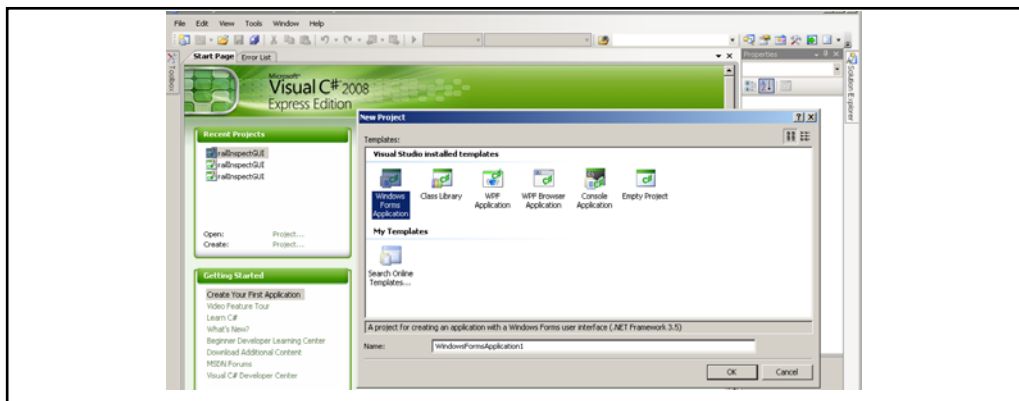 File Edit View Tools Window Help
Start Page Error List
Properties
Toolbox
Solution Explorer
Microsoft
Visual C# 2008
Express Edition
Recent Projects
railInspectGUI
railInspectGUI
railInspectGUI
Open: Project...
Create: Project...
Getting Started
Create Your First Application
Video Feature Tour
Learn C#
What's New?
Beginner Developer Learning Center
Download Additional Content
MSDN Forums
Visual C# Developer Center
New Project
Templates:
Visual Studio installed templates
Windows Forms Application
Class Library
WPF Application
WPF Browser Application
Console Application
Empty Project
My Templates
Search Online Templates...
A project for creating an application with a Windows Forms user interface (.NET Framework 3.5)
Name: WindowsFormsApplication1
OK Cancel